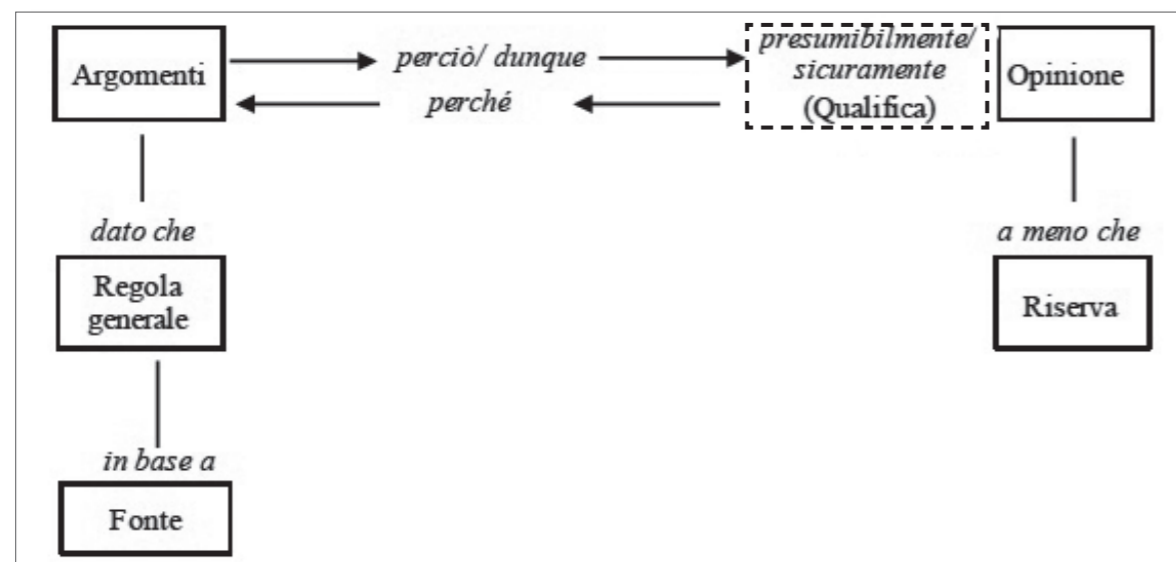 Argomenti
perciò/ dunque
perché
presumibilmente/
sicuramente
(Qualifica)
Opinione
dato che
Regola
generale
a meno che
Riserva
in base a
Fonte